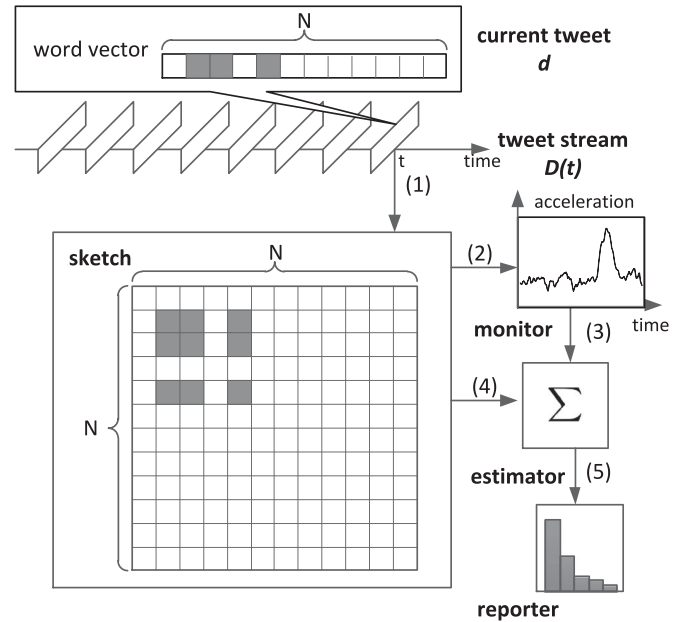 N
word vector
current tweet
d
tweet stream
D(t)
t
time
(1)
acceleration
sketch
N
(2)
time
monitor
(3)
(4)
Σ
N
estimator
(5)
reporter